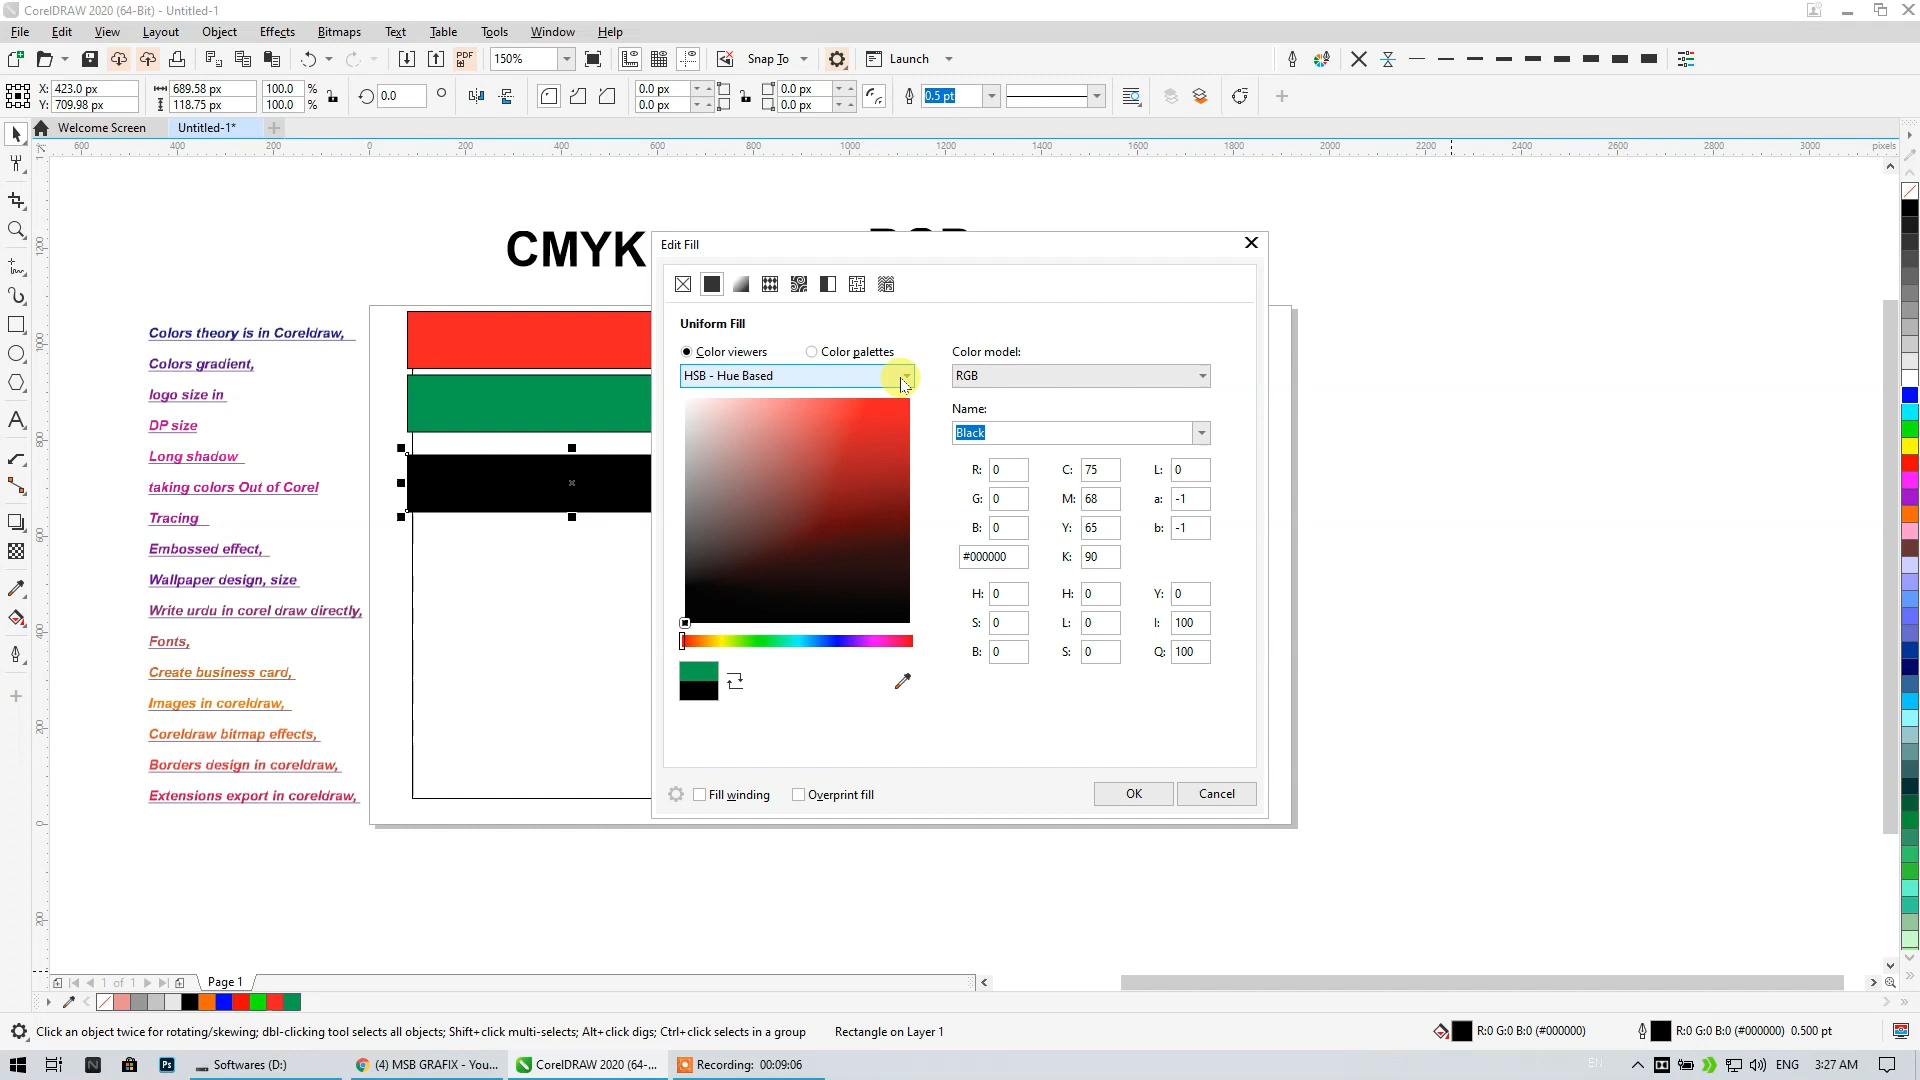 CorelDRAW 2020 (64-Bit) - Untitled-1
File Edit View Layout Object Effects Bitmaps Text Table Tools Window Help
150% Snap To Launch
X: 423.0 px 689.58 px 100.0 % 0.0 0.0 px 0.0 px 0.5 pt
Y: 709.98 px 118.75 px 100.0 % 0.0 px 0.0 px
Welcome Screen Untitled-1*
600 400 200 0 200 400 600 800 1000 1200 1400 1600 1800 2000 2200 2400 2600 2800 3000 pixels
CMYK
Colors theory is in Coreldraw,
Colors gradient,
logo size in
DP size
Long shadow
taking colors Out of Corel
Tracing
Embossed effect,
Wallpaper design, size
Write urdu in corel draw directly,
Fonts,
Create business card,
Images in coreldraw,
Coreldraw bitmap effects,
Borders design in coreldraw,
Extensions export in coreldraw,
Edit Fill
Uniform Fill
Color viewers Color palettes Color model:
HSB - Hue Based RGB
Name:
Black
R: 0 C: 75 L: 0
G: 0 M: 68 a: -1
B: 0 Y: 65 b: -1
#000000 K: 90
H: 0 H: 0 Y: 0
S: 0 L: 0 I: 100
B: 0 S: 0 Q: 100
Fill winding Overprint fill OK Cancel
1 of 1 Page 1
Click an object twice for rotating/skewing; dbl-clicking tool selects all objects; Shift+click multi-selects; Alt+click digs; Ctrl+click selects in a group Rectangle on Layer 1 R:0 G:0 B:0 (#000000) R:0 G:0 B:0 (#000000) 0.500 pt
Softwares (D:) (4) MSB GRAFIX - You... CorelDRAW 2020 (64-... Recording: 00:09:06 ENG 3:27 AM